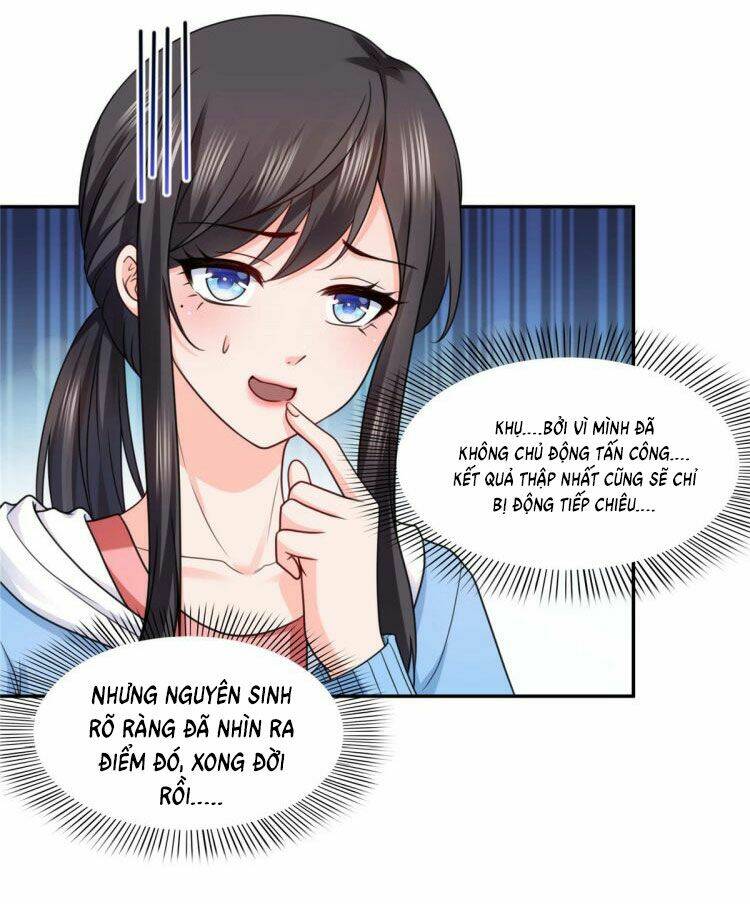 KHỤ....BỞI VÌ MÌNH ĐÃ
KHÔNG CHỦ ĐỘNG TẤN CÔNG....
KẾT QUẢ THẬP NHẤT CŨNG SẼ CHỈ
BỊ ĐỘNG TIẾP CHIÊU....
NHƯNG NGUYÊN SINH
RÕ RÀNG ĐÃ NHÌN RA
ĐIỂM ĐÓ, XONG ĐỜI
RỒI.....